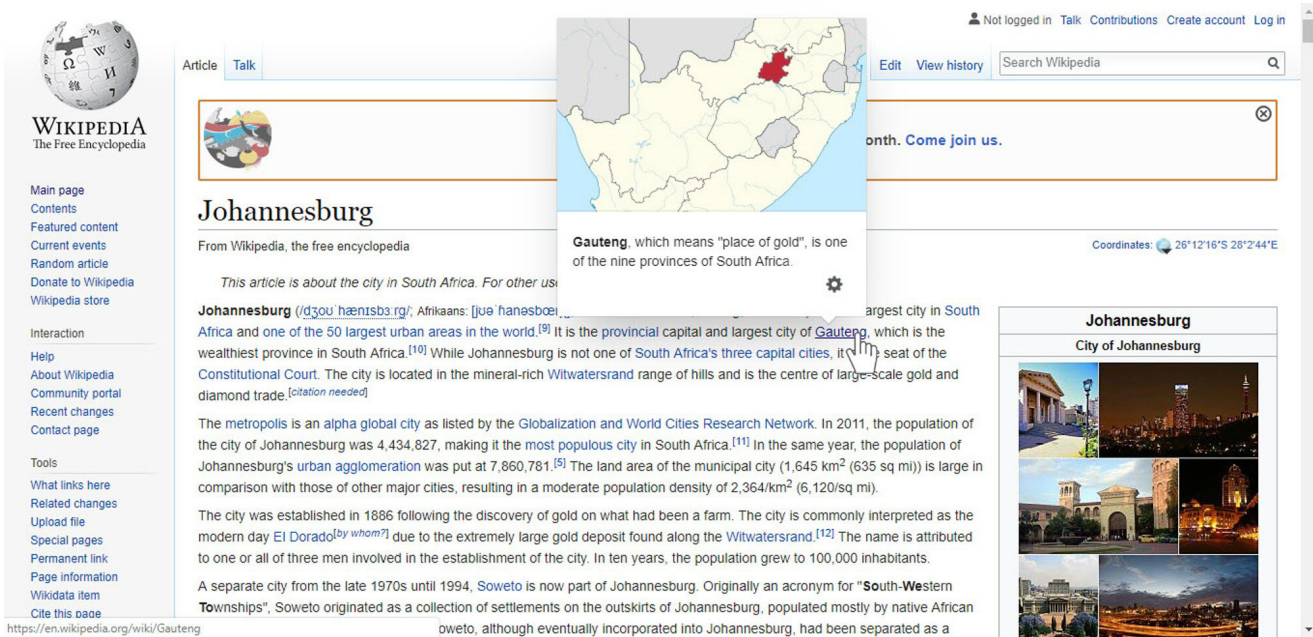 Not logged in Talk Contributions Create account Log in
Article Talk
Edit View history
Search Wikipedia
WIKIPEDIA
The Free Encyclopedia
onth. Come join us.
Main page
Contents
Featured content
Current events
Random article
Donate to Wikipedia
Wikipedia store
Interaction
Help
About Wikipedia
Community portal
Recent changes
Contact page
Tools
What links here
Related changes
Upload file
Special pages
Permanent link
Page information
Wikidata item
Cite this page
https://en.wikipedia.org/wiki/Gauteng
Johannesburg
From Wikipedia, the free encyclopedia
Coordinates: 26°12′16″S 28°2′44″E
Gauteng, which means "place of gold", is one
of the nine provinces of South Africa.
This article is about the city in South Africa. For other us
Johannesburg (/dʒoʊˈhænɪsbɜːrɡ/; Afrikaans: argest city in South
Africa and one of the 50 largest urban areas in the world.[9] It is the provincial capital and largest city of Gauteng, which is the
wealthiest province in South Africa.[10] While Johannesburg is not one of South Africa's three capital cities, it seat of the
Constitutional Court. The city is located in the mineral-rich Witwatersrand range of hills and is the centre of large-scale gold and
diamond trade.[citation needed]
The metropolis is an alpha global city as listed by the Globalization and World Cities Research Network. In 2011, the population of
the city of Johannesburg was 4,434,827, making it the most populous city in South Africa.[11] In the same year, the population of
Johannesburg's urban agglomeration was put at 7,860,781.[5] The land area of the municipal city (1,645 km2 (635 sq mi)) is large in
comparison with those of other major cities, resulting in a moderate population density of 2,364/km2 (6,120/sq mi).
The city was established in 1886 following the discovery of gold on what had been a farm. The city is commonly interpreted as the
modern day El Dorado[by whom?] due to the extremely large gold deposit found along the Witwatersrand.[12] The name is attributed
to one or all of three men involved in the establishment of the city. In ten years, the population grew to 100,000 inhabitants.
A separate city from the late 1970s until 1994, Soweto is now part of Johannesburg. Originally an acronym for "South-Western
Townships", Soweto originated as a collection of settlements on the outskirts of Johannesburg, populated mostly by native African
oweto, although eventually incorporated into Johannesburg, had been separated as a
Johannesburg
City of Johannesburg